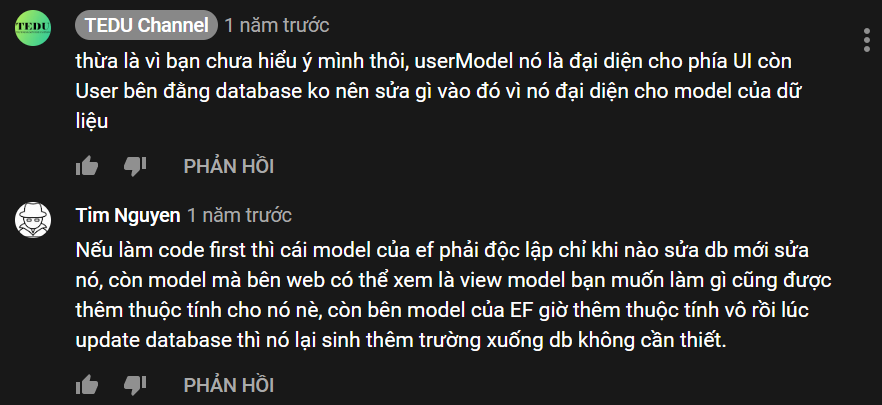 TEDU
TEDU Channel 1 năm trước
thừa là vì bạn chưa hiểu ý mình thôi, userModel nó là đại diện cho phía UI còn
User bên đằng database ko nên sửa gì vào đó vì nó đại diện cho model của dữ
liệu
PHẢN HỒI
Tim Nguyen 1 năm trước
Nếu làm code first thì cái model của ef phải độc lập chỉ khi nào sửa db mới sửa
nó, còn model mà bên web có thể xem là view model bạn muốn làm gì cũng được
thêm thuộc tính cho nó nè, còn bên model của EF giờ thêm thuộc tính vô rồi lúc
update database thì nó lại sinh thêm trường xuống db không cần thiết.
PHẢN HỒI